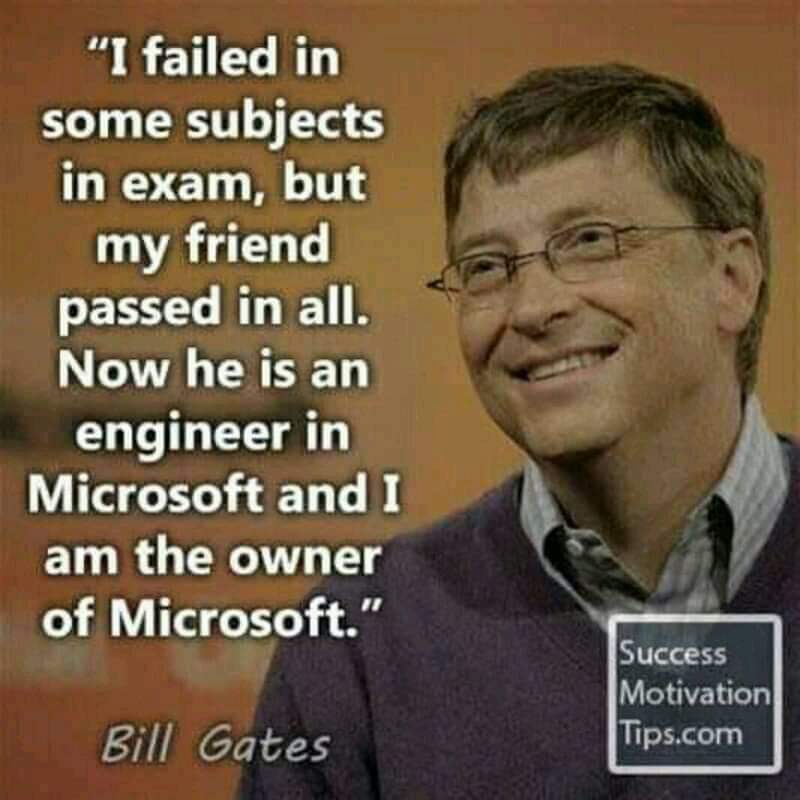 “I failed in
some subjects
in exam, but
my friend
passed in all.
Now he is an
engineer in
Microsoft and I
am the owner
of Microsoft.”
Bill Gates
Success
Motivation
Tips.com